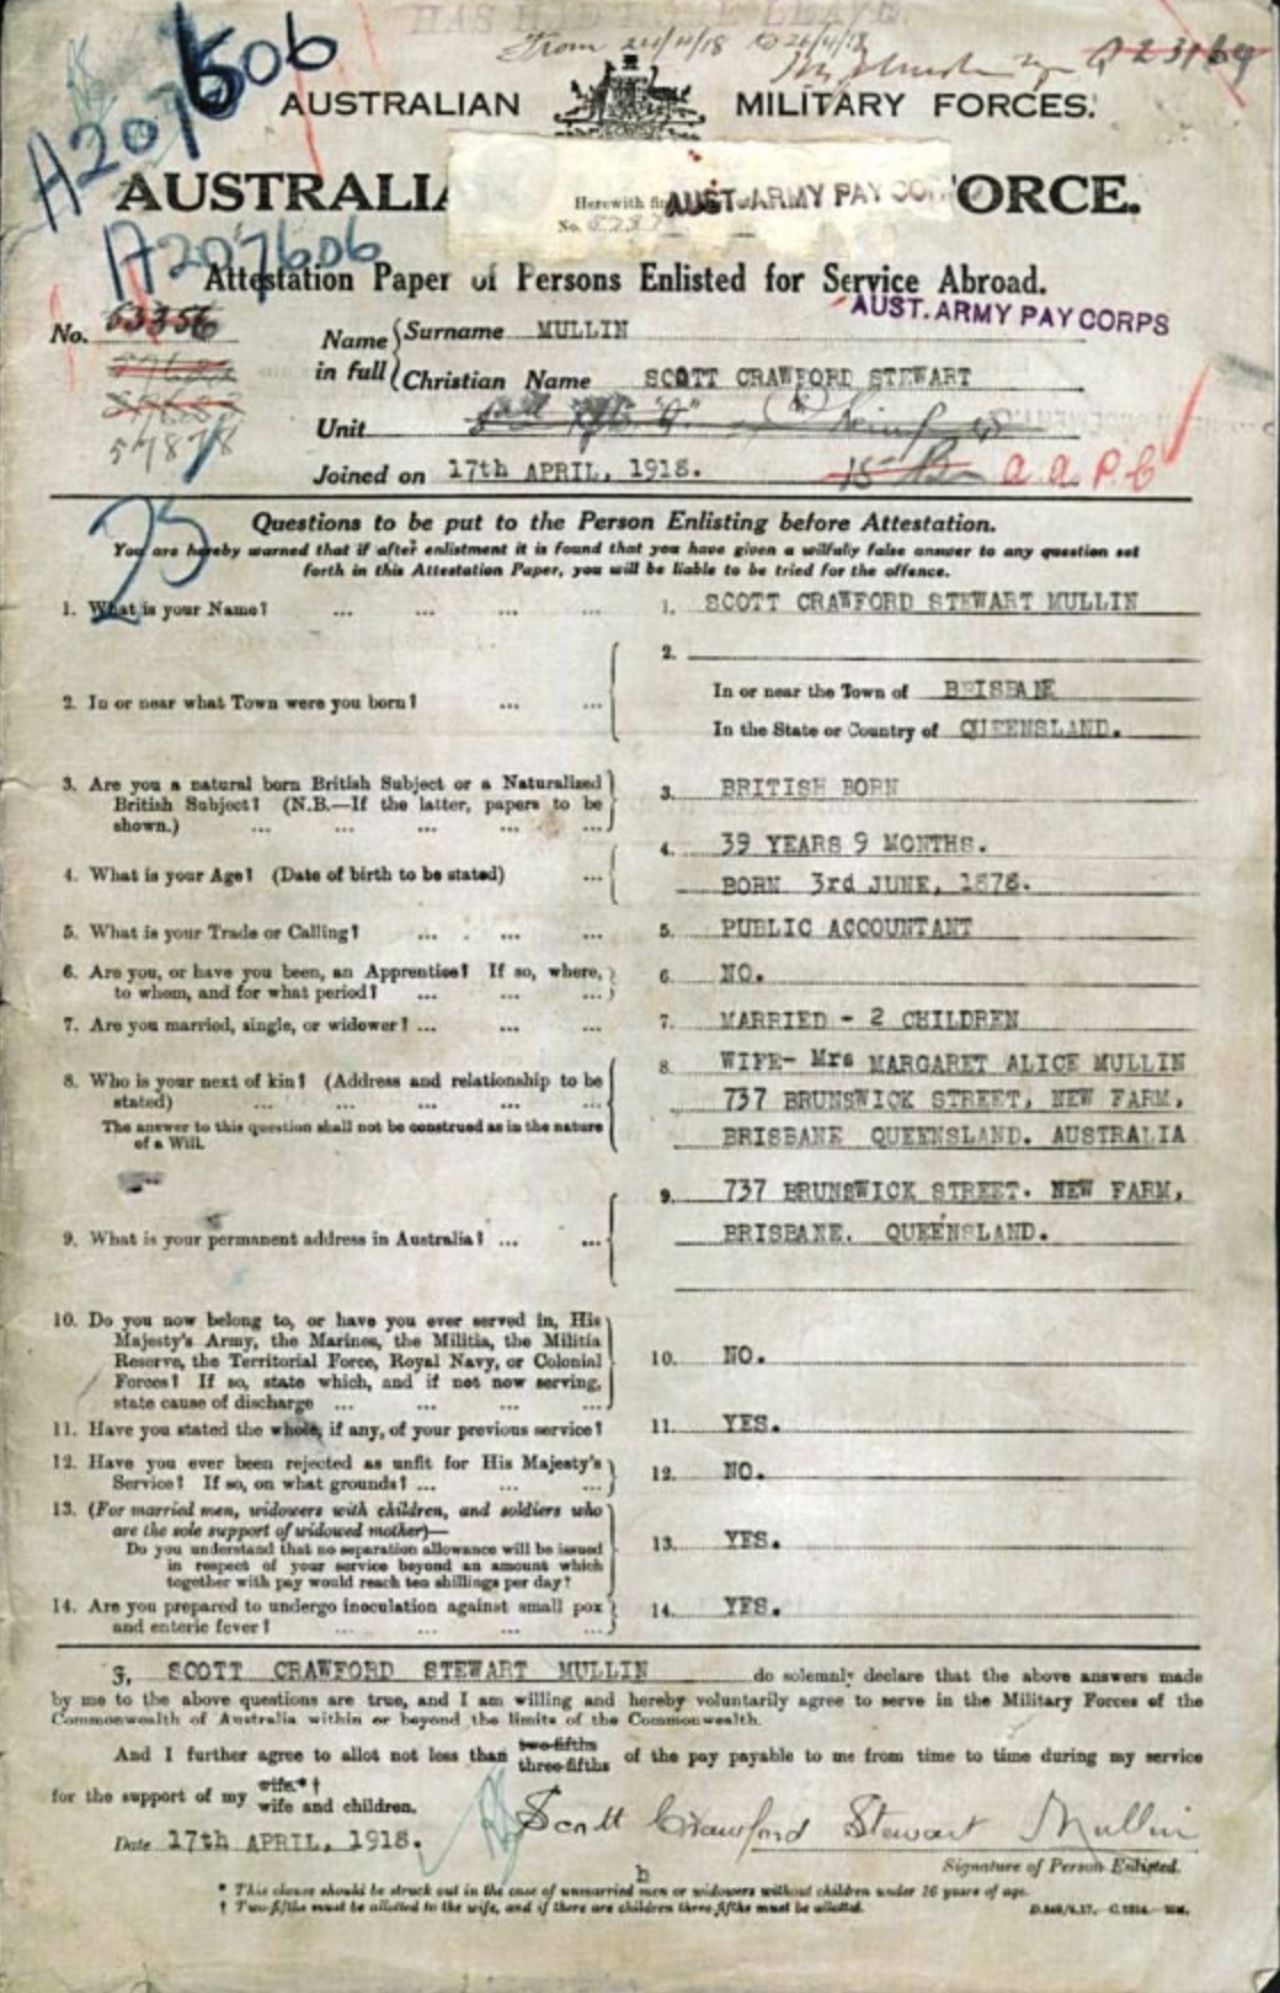 HAS HAD HOME LEAVE.
From 24/4/18 to 26/4/18
A207606
AUSTRALIAN MILITARY FORCES.
AUSTRALIA ORCE.
Herewith
No.
AUST. ARMY PAY CORPS
A207606
Attestation Paper of Persons Enlisted for Service Abroad.
AUST. ARMY PAY CORPS
No. 63356
57878
Name in full
Surname MULLIN
Christian Name SCOTT CRAWFORD STEWART
Unit
Joined on 17th APRIL, 1918. A.A.P.C
Questions to be put to the Person Enlisting before Attestation.
You are hereby warned that if after enlistment it is found that you have given a wilfully false answer to any question set
forth in this Attestation Paper, you will be liable to be tried for the offence.
1. What is your Name? ... ... ... ... 1. SCOTT CRAWFORD STEWART MULLIN
2. In or near what Town were you born? ... ... 2.
In or near the Town of BRISBANE
In the State or Country of QUEENSLAND.
3. Are you a natural born British Subject or a Naturalized
British Subject? (N.B.—If the latter, papers to be
shown.) ... ... ... ... ... 3. BRITISH BORN
4. What is your Age? (Date of birth to be stated) ... 4. 39 YEARS 9 MONTHS.
BORN 3rd JUNE, 1878.
5. What is your Trade or Calling? ... ... ... 5. PUBLIC ACCOUNTANT
6. Are you, or have you been, an Apprentice? If so, where,
to whom, and for what period? ... ... ... 6. NO.
7. Are you married, single, or widower? ... ... ... 7. MARRIED - 2 CHILDREN
8. Who is your next of kin? (Address and relationship to be
stated) ... ... ... ... ...
The answer to this question shall not be construed as in the nature
of a Will.
8. WIFE- Mrs MARGARET ALICE MULLIN
737 BRUNSWICK STREET, NEW FARM,
BRISBANE QUEENSLAND. AUSTRALIA
9. What is your permanent address in Australia? ... ...
9. 737 BRUNSWICK STREET. NEW FARM,
BRISBANE. QUEENSLAND.
10. Do you now belong to, or have you ever served in, His
Majesty's Army, the Marines, the Militia, the Militia
Reserve, the Territorial Force, Royal Navy, or Colonial
Forces? If so, state which, and if not now serving,
state cause of discharge ... ... ... ... 10. NO.
11. Have you stated the whole, if any, of your previous service? 11. YES.
12. Have you ever been rejected as unfit for His Majesty's
Service? If so, on what grounds? ... ... ... 12. NO.
13. (For married men, widowers with children, and soldiers who
are the sole support of widowed mother)—
Do you understand that no separation allowance will be issued
in respect of your service beyond an amount which
together with pay would reach ten shillings per day? 13. YES.
14. Are you prepared to undergo inoculation against small pox
and enteric fever? ... ... ... ... 14. YES.
I, SCOTT CRAWFORD STEWART MULLIN do solemnly declare that the above answers made
by me to the above questions are true, and I am willing and hereby voluntarily agree to serve in the Military Forces of the
Commonwealth of Australia within or beyond the limits of the Commonwealth.
And I further agree to allot not less than two-fifths three-fifths of the pay payable to me from time to time during my service
for the support of my wife.*† wife and children.
Scott Crawford Stewart Mullin
Date 17th APRIL, 1918.
Signature of Person Enlisted.
b
* This clause should be struck out in the case of unmarried men or widowers without children under 16 years of age.
† Two-fifths must be allotted to the wife, and if there are children three-fifths must be allotted.